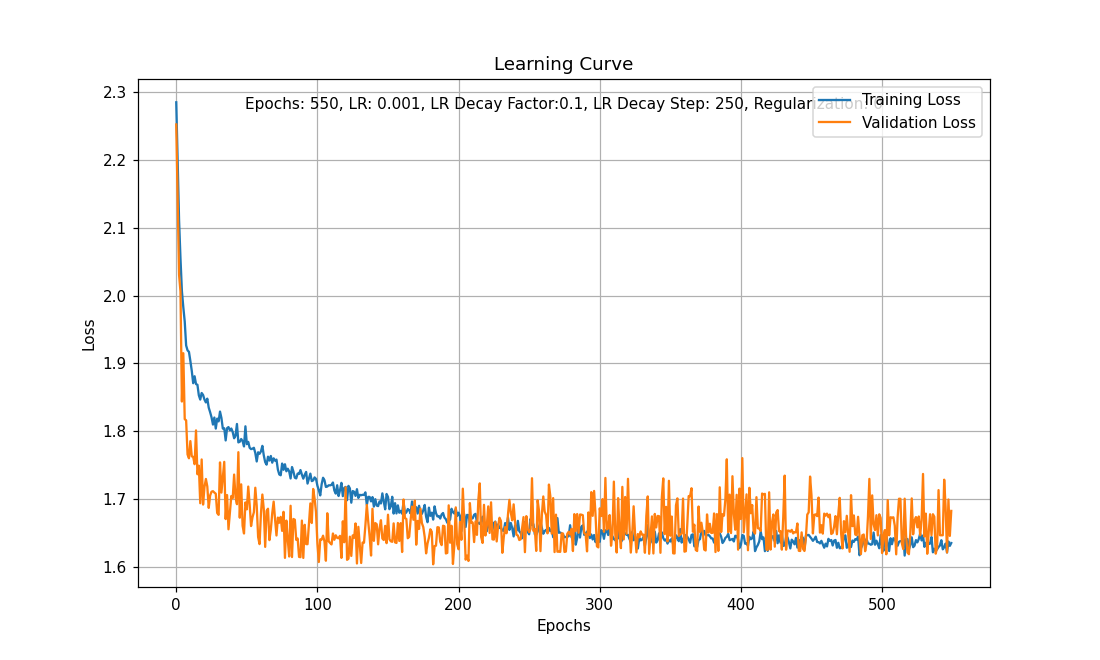 Learning Curve
Epochs: 550, LR: 0.001, LR Decay Factor:0.1, LR Decay Step: 250, Regularization: 0
Training Loss
Validation Loss
2.3
2.2
2.1
2.0
1.9
1.8
1.7
1.6
Loss
0 100 200 300 400 500
Epochs